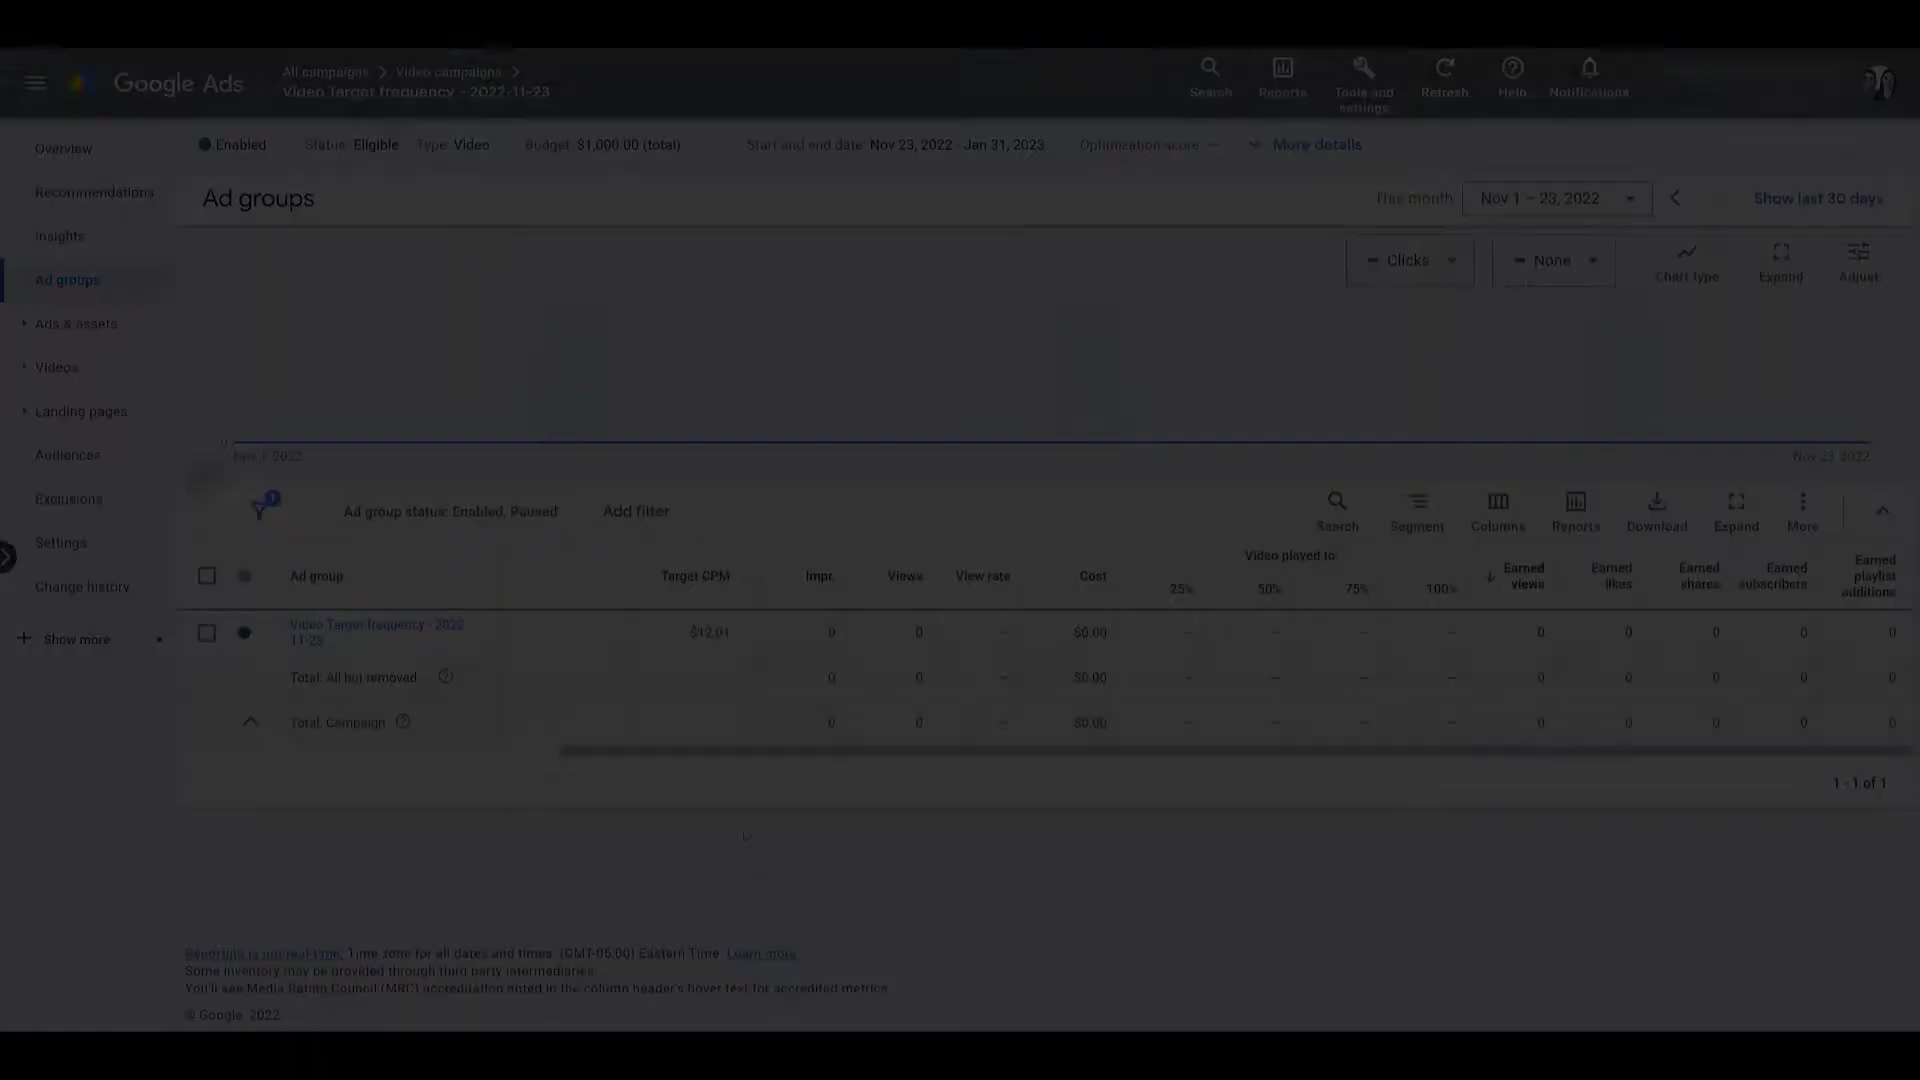 Google Ads
All campaigns > Video campaigns >
Video Target frequency - 2022-11-23
Search
Reports
Tools and settings
Refresh
Help
Notifications
Enabled Status: Eligible Type: Video Budget: $1,000.00 (total) Start and end date: Nov 23, 2022 - Jan 31, 2023 Optimization score: – More details
Overview
Recommendations
Insights
Ad groups
Ads & assets
Videos
Landing pages
Audiences
Exclusions
Settings
Change history
Show more
Ad groups
This month Nov 1 – 23, 2022 Show last 30 days
Clicks None Chart type Expand Adjust
0
Nov 1, 2022 Nov 23, 2022
1
Ad group status: Enabled, Paused Add filter
Search Segment Columns Reports Download Expand More
Ad group Target CPM Impr. Views View rate Cost Video played to: 25% 50% 75% 100% Earned views Earned likes Earned shares Earned subscribers Earned playlist additions
Video Target frequency - 2022-
11-23 $12.01 0 0 – $0.00 – – – – 0 0 0 0 0
Total: All but removed 0 0 – $0.00 – – – – 0 0 0 0 0
Total: Campaign 0 0 – $0.00 – – – – 0 0 0 0 0
1 - 1 of 1
Reporting is not real-time. Time zone for all dates and times: (GMT-05:00) Eastern Time. Learn more
Some inventory may be provided through third party intermediaries.
You'll see Media Rating Council (MRC) accreditation noted in the column header's hover text for accredited metrics.
© Google, 2022